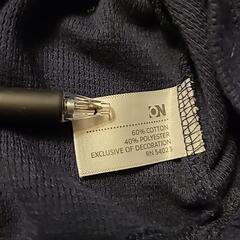 ON
60% COTTON
40% POLYESTER
EXCLUSIVE OF DECORATION
RN 54023